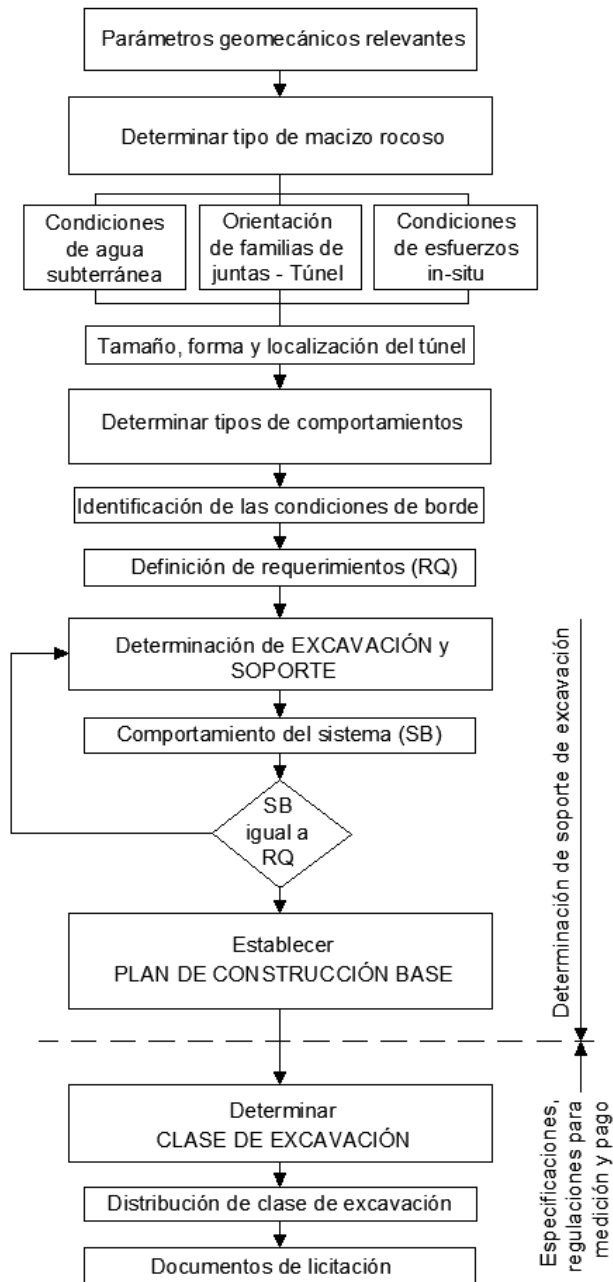 Parámetros geomecánicos relevantes
Determinar tipo de macizo rocoso
Condiciones
de agua
subterránea
Orientación
de familias de
juntas - Túnel
Condiciones
de esfuerzos
in-situ
Tamaño, forma y localización del túnel
Determinar tipos de comportamientos
Identificación de las condiciones de borde
Definición de requerimientos (RQ)
Determinación de EXCAVACIÓN y
SOPORTE
Comportamiento del sistema (SB)
SB
igual a
RQ
Establecer
PLAN DE CONSTRUCCIÓN BASE
Determinación de soporte de excavación
Determinar
CLASE DE EXCAVACIÓN
Distribución de clase de excavación
Documentos de licitación
Especificaciones,
regulaciones para
medición y pago